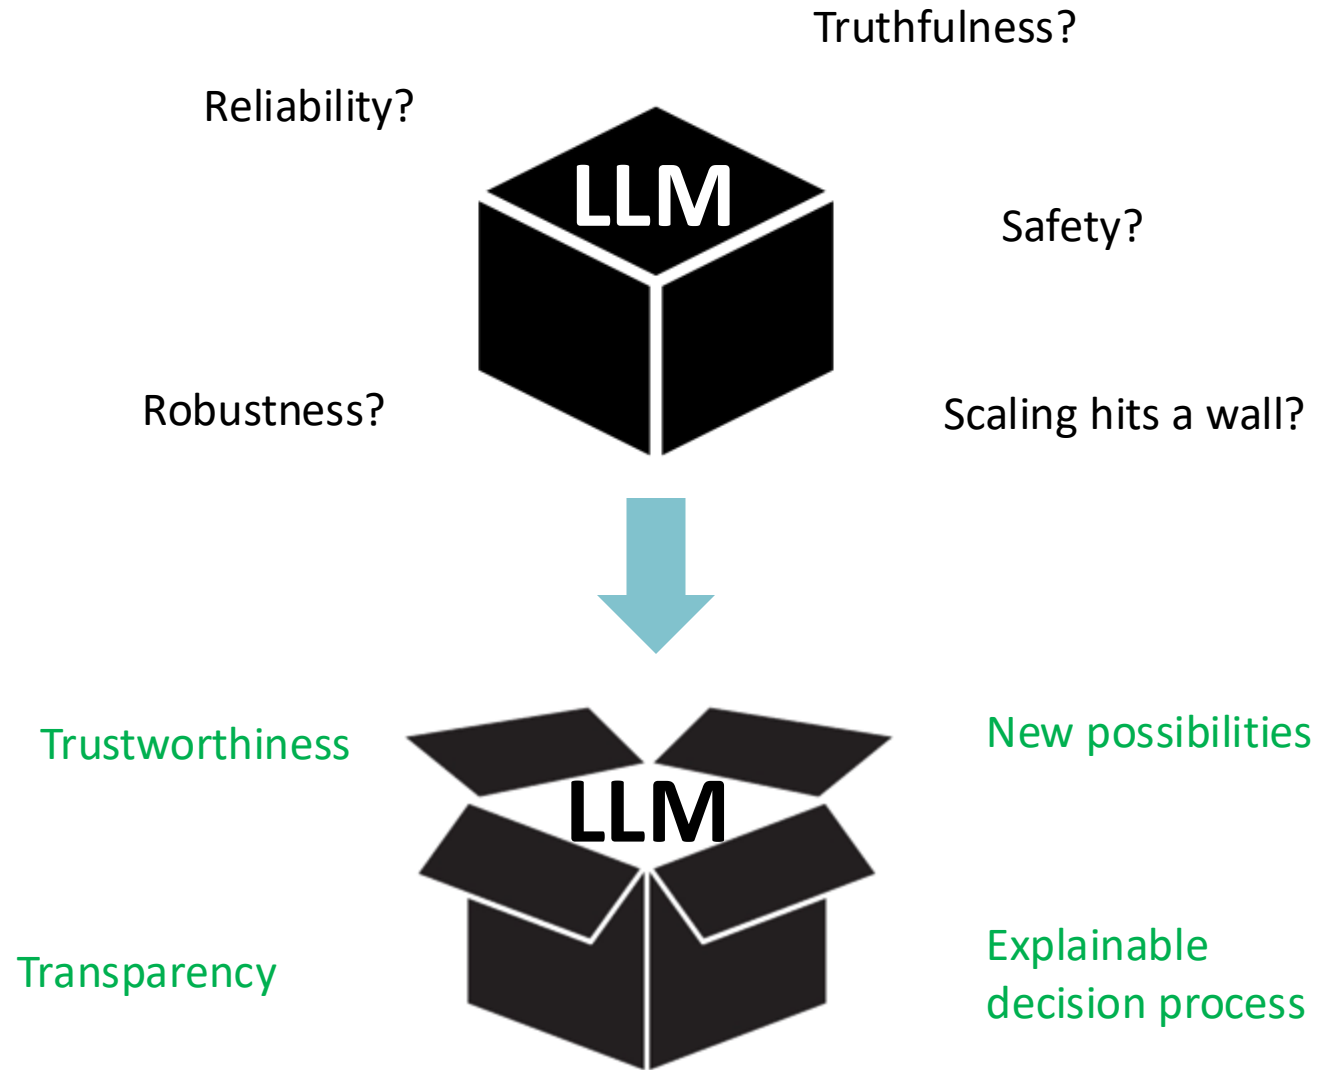 Truthfulness?
Reliability?
LLM
Safety?
Robustness?
Scaling hits a wall?
Trustworthiness
New possibilities
LLM
Transparency
Explainable
decision process